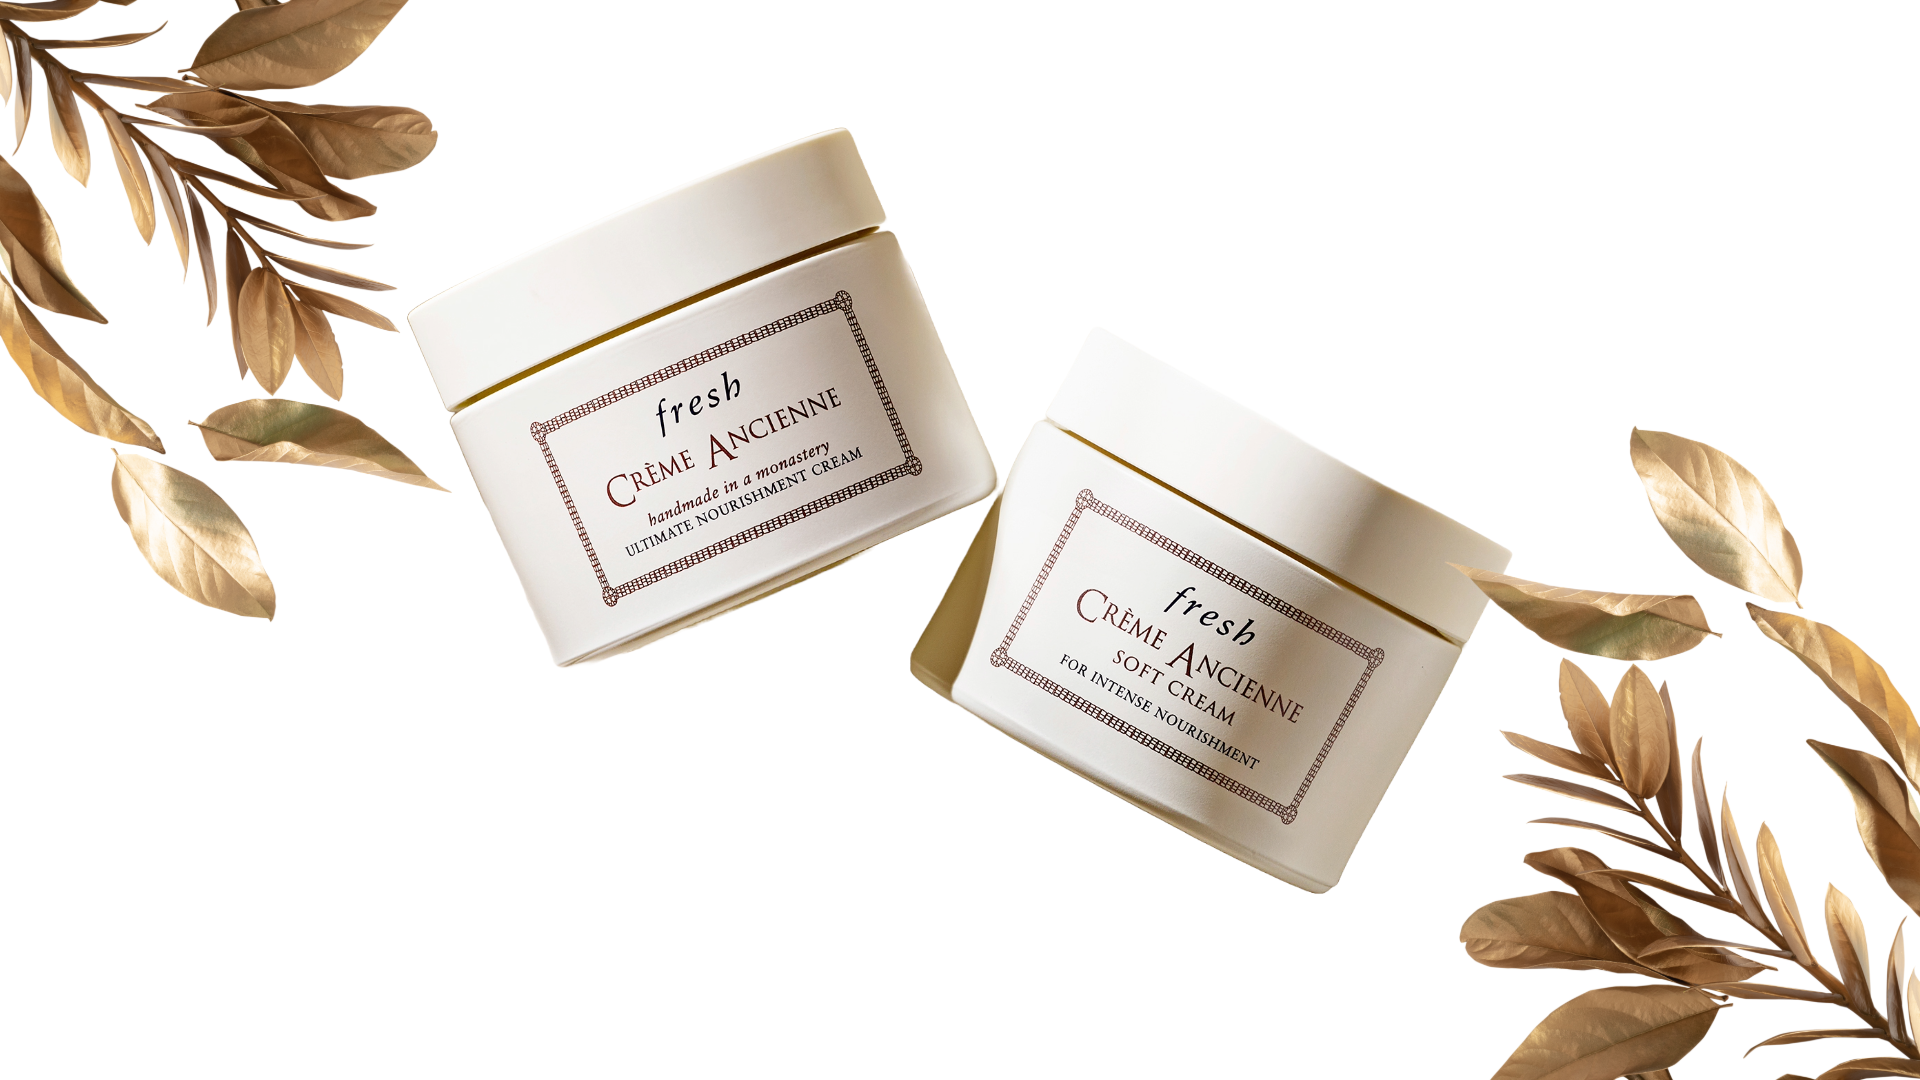 fresh
CRÈME ANCIENNE
handmade in a monastery
ULTIMATE NOURISHMENT CREAM
fresh
CRÈME ANCIENNE
SOFT CREAM
FOR INTENSE NOURISHMENT